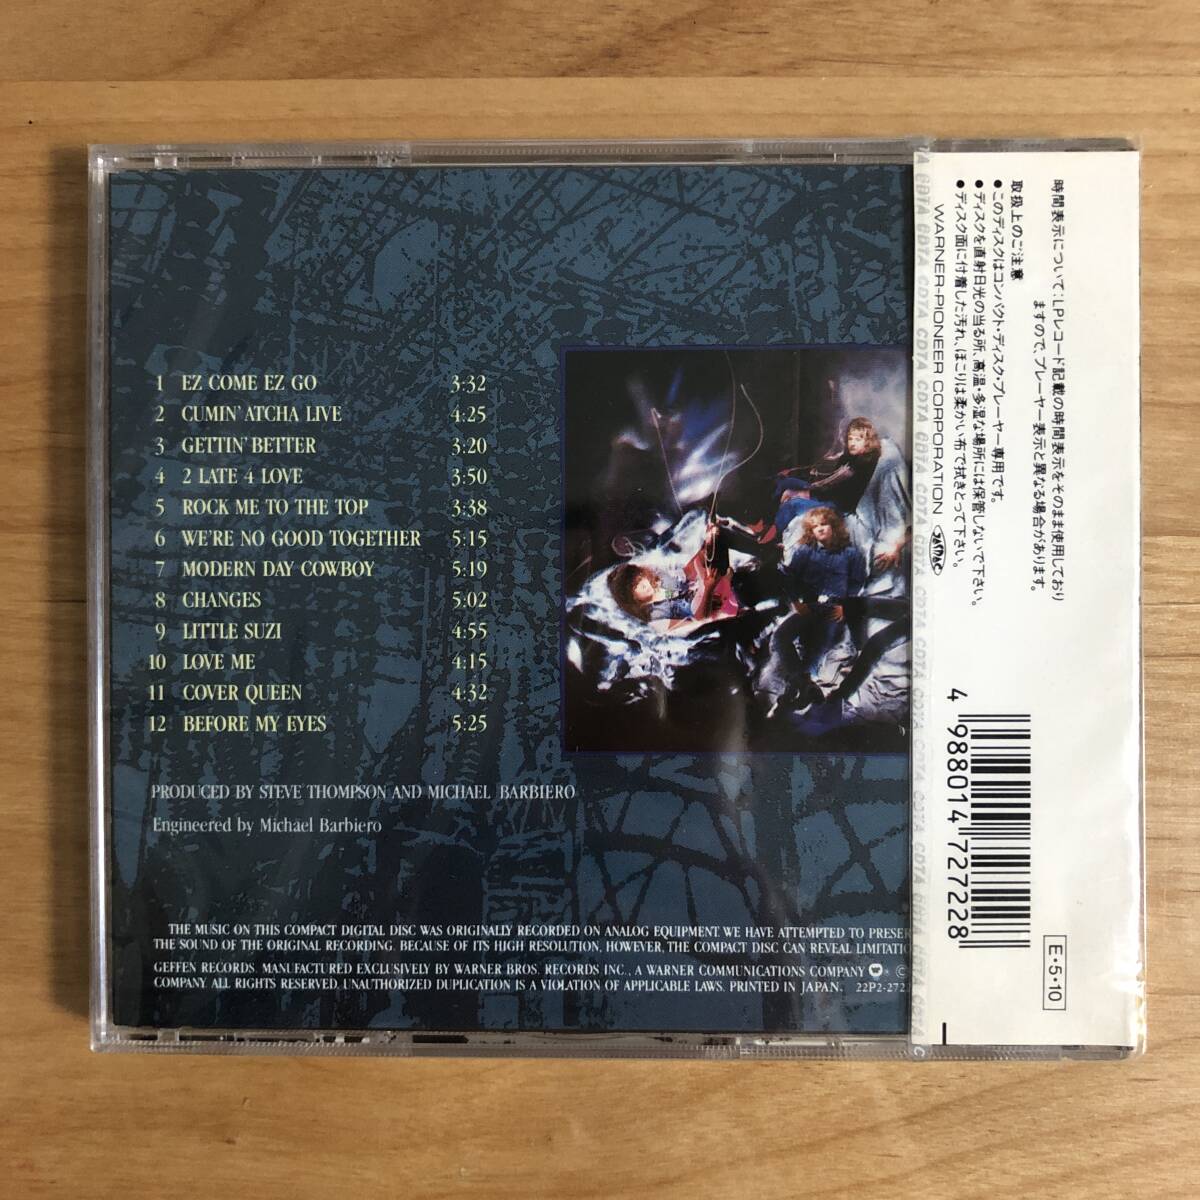 1 EZ COME EZ GO 3:32
2 CUMIN' ATCHA LIVE 4:25
3 GETTIN' BETTER 3:20
4 2 LATE 4 LOVE 3:50
5 ROCK ME TO THE TOP 3:38
6 WE'RE NO GOOD TOGETHER 5:15
7 MODERN DAY COWBOY 5:19
8 CHANGES 5:02
9 LITTLE SUZI 4:55
10 LOVE ME 4:15
11 COVER QUEEN 4:32
12 BEFORE MY EYES 5:25
PRODUCED BY STEVE THOMPSON AND MICHAEL BARBIERO
Engineered by Michael Barbiero
THE MUSIC ON THIS COMPACT DIGITAL DISC WAS ORIGINALLY RECORDED ON ANALOG EQUIPMENT. WE HAVE ATTEMPTED TO PRESER
THE SOUND OF THE ORIGINAL RECORDING. BECAUSE OF ITS HIGH RESOLUTION, HOWEVER, THE COMPACT DISC CAN REVEAL LIMITATIO
GEFFEN RECORDS. MANUFACTURED EXCLUSIVELY BY WARNER BROS. RECORDS INC., A WARNER COMMUNICATIONS COMPANY ©
COMPANY. ALL RIGHTS RESERVED. UNAUTHORIZED DUPLICATION IS A VIOLATION OF APPLICABLE LAWS. PRINTED IN JAPAN. 22P2-272
時間表示について:LPレコード記載の時間表示をそのまま使用しており
ますので、プレーヤー表示と異なる場合があります。
取扱上のご注意
●このディスクはコンパクト・ディスク・プレーヤー専用です。
●ディスクを直射日光の当る所、高温・多湿な場所には保管しないで下さい。
●ディスク面に付着した汚れ、ほこりは柔かい布で拭きとって下さい。
WARNER-PIONEER CORPORATION
CDTA CDTA CDTA CDTA CDTA CDTA CDTA CDTA CDTA CDTA CDTA CDTA
4 988014 727228
E・5・10